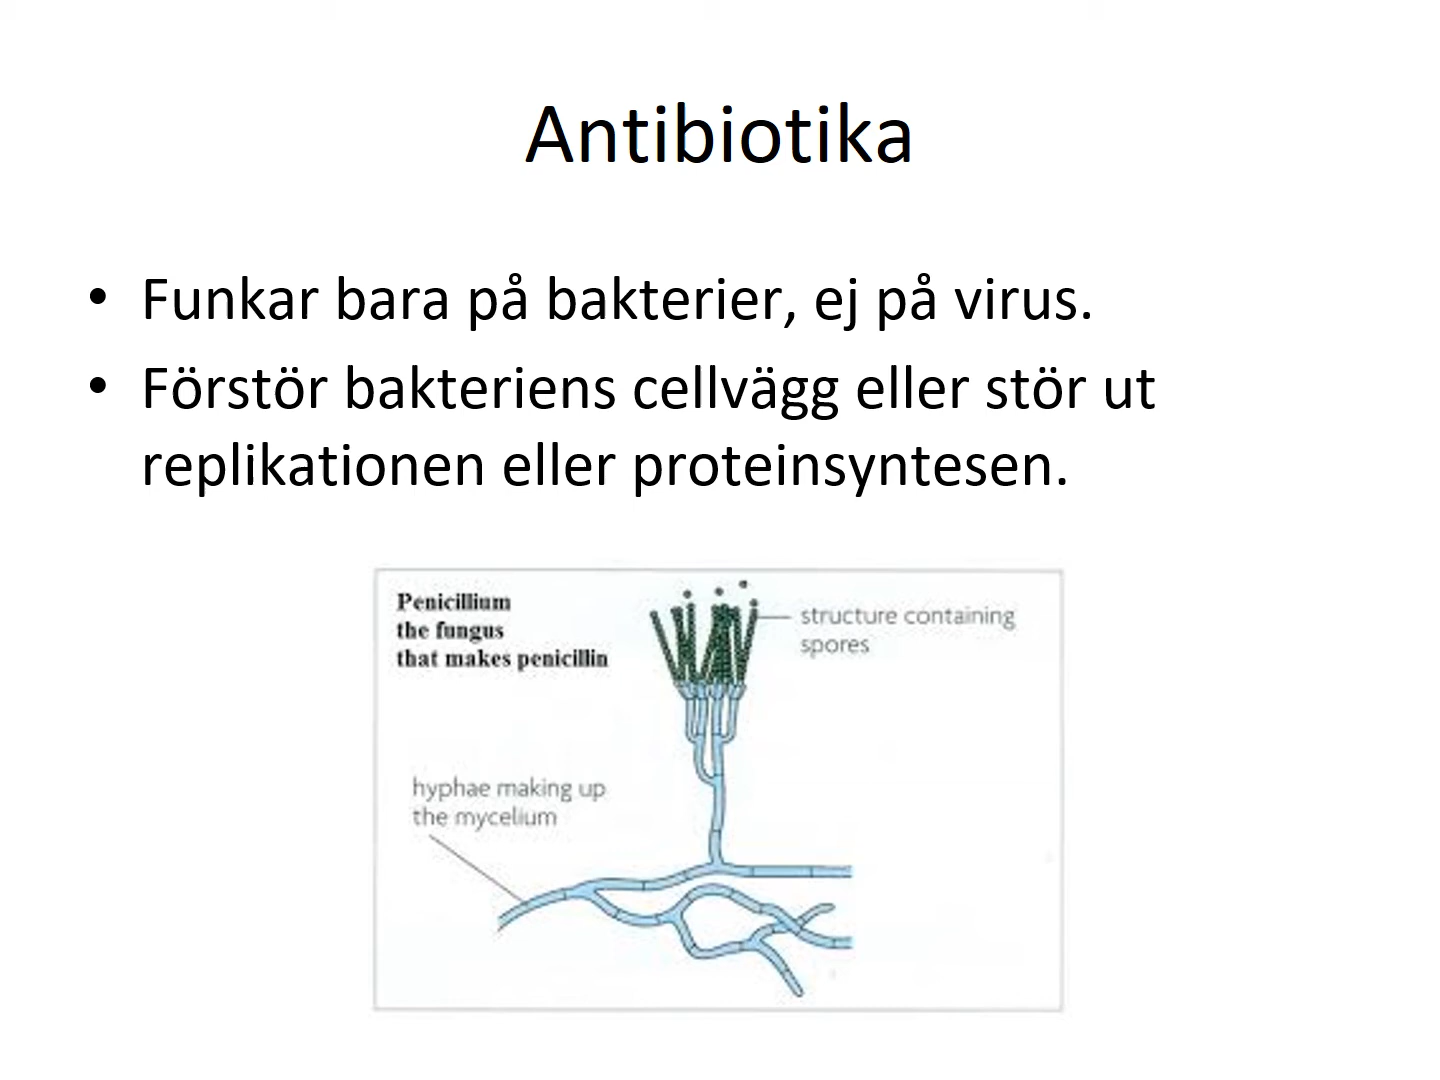 Antibiotika
• Funkar bara på bakterier, ej på virus.
• Förstör bakteriens cellvägg eller stör ut
replikationen eller proteinsyntesen.
Penicillium
the fungus
that makes penicillin
structure containing
spores
hyphae making up
the mycelium